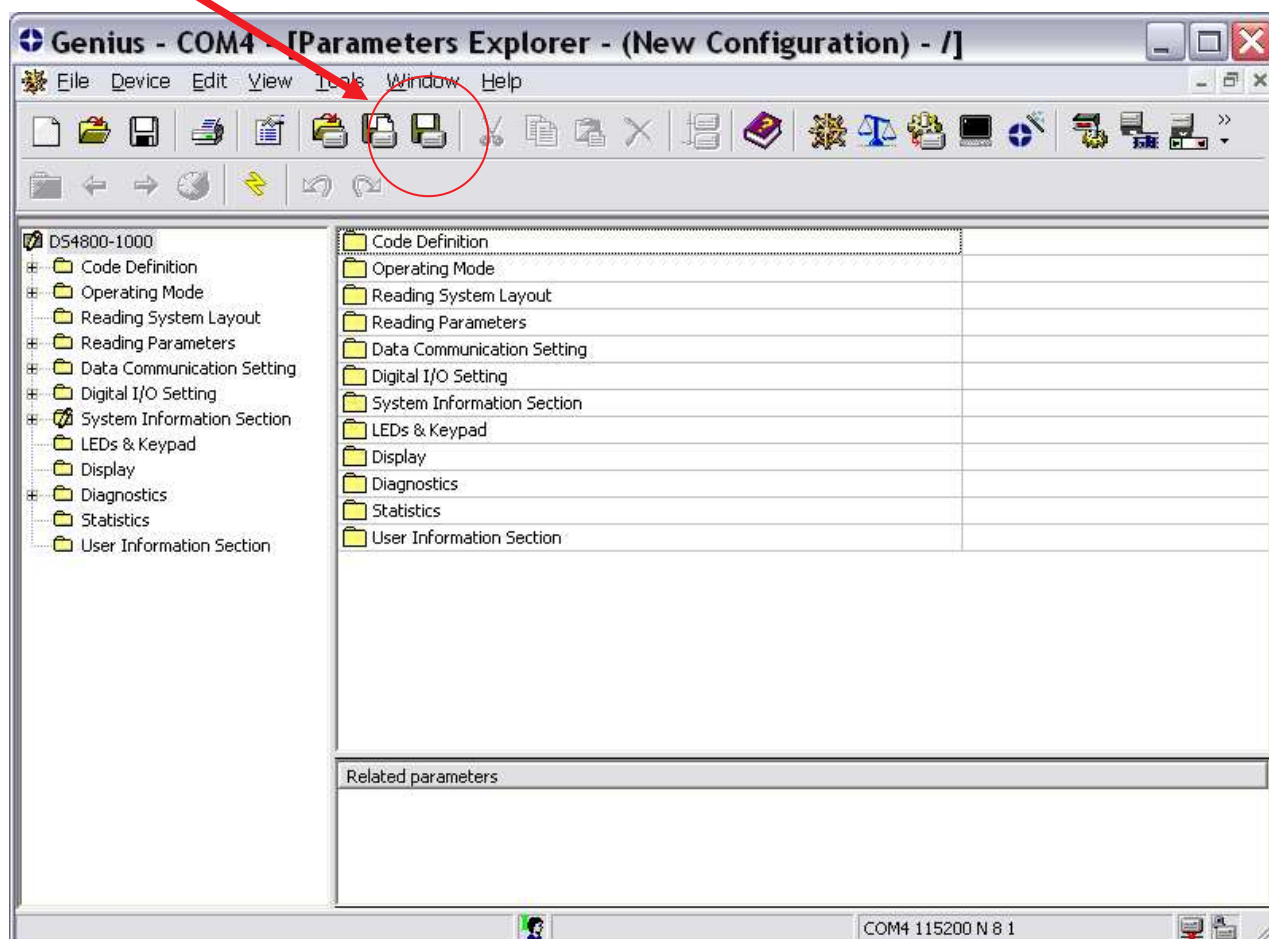 Genius - COM4 - [Parameters Explorer - (New Configuration) - /]
File Device Edit View Tools Window Help
DS4800-1000
Code Definition
Operating Mode
Reading System Layout
Reading Parameters
Data Communication Setting
Digital I/O Setting
System Information Section
LEDs & Keypad
Display
Diagnostics
Statistics
User Information Section
Code Definition
Operating Mode
Reading System Layout
Reading Parameters
Data Communication Setting
Digital I/O Setting
System Information Section
LEDs & Keypad
Display
Diagnostics
Statistics
User Information Section
Related parameters
COM4 115200 N 8 1